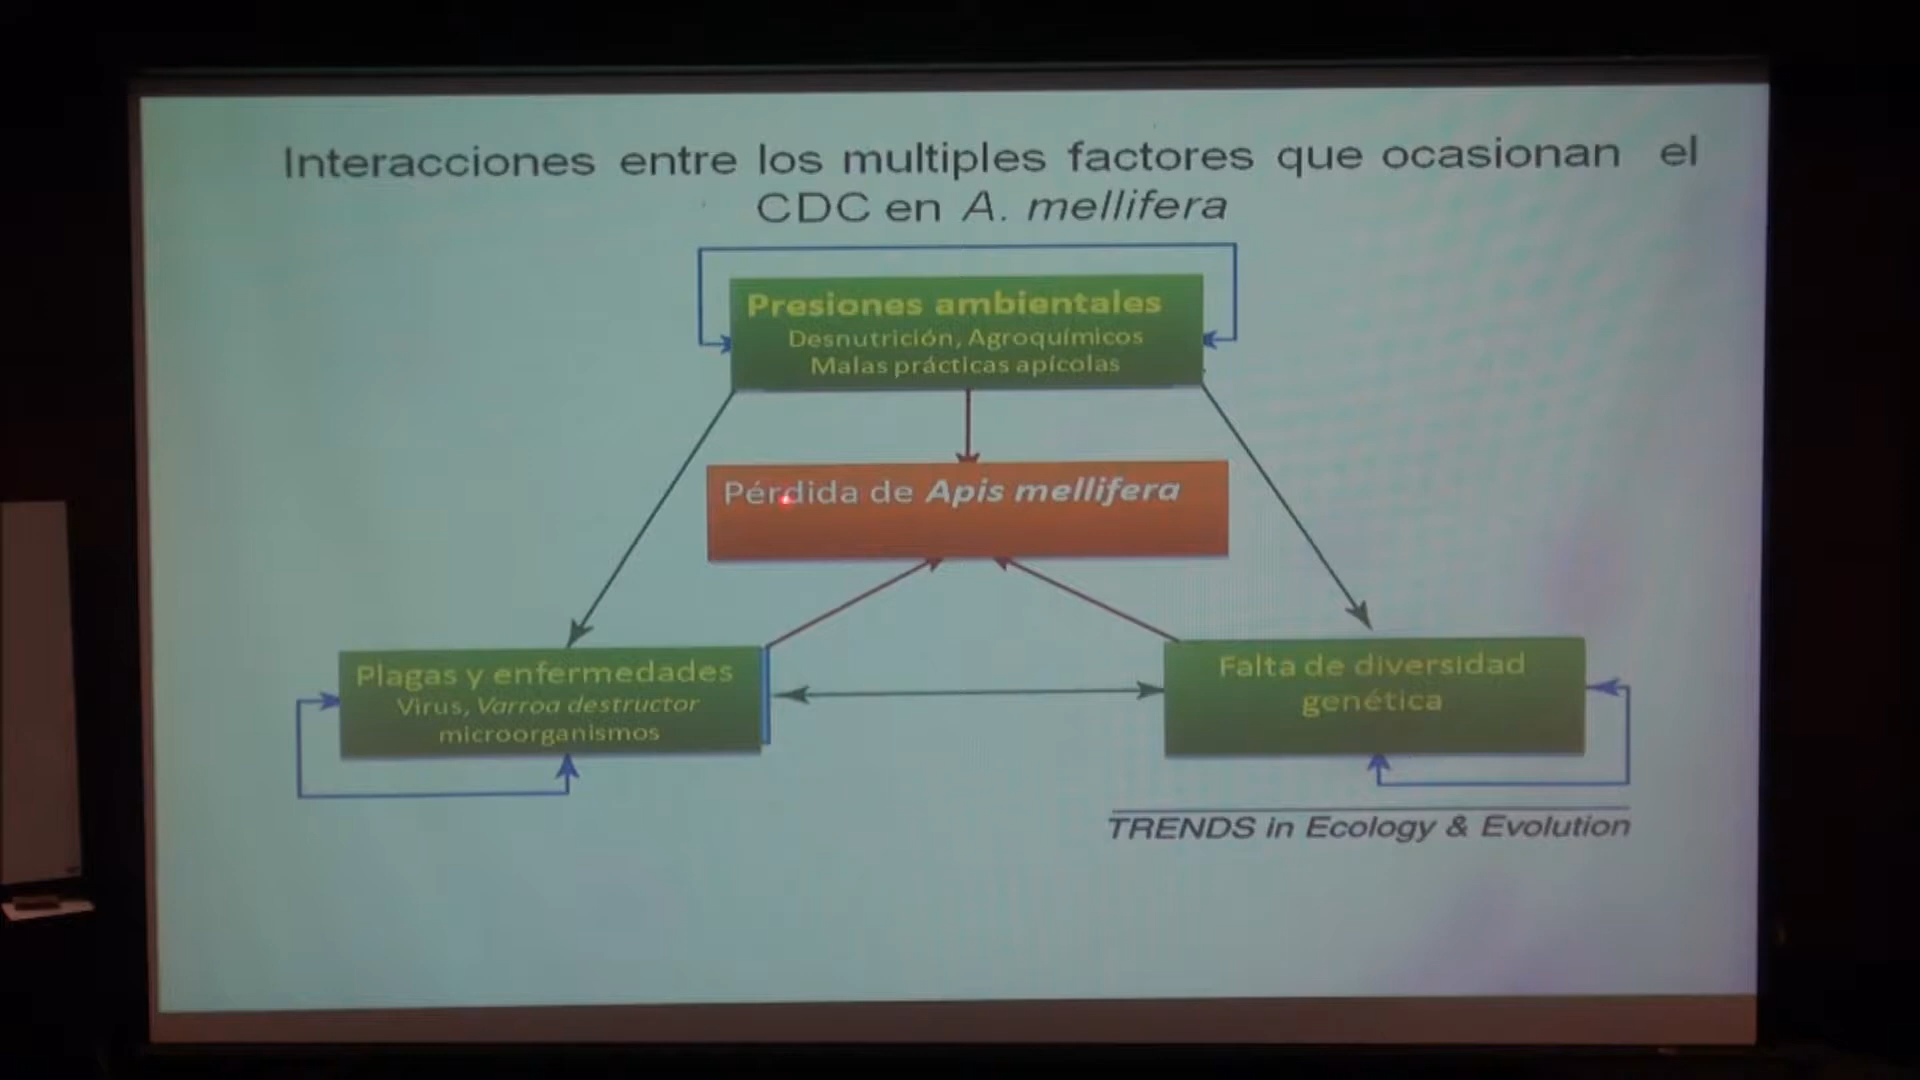 Interacciones entre los multiples factores que ocasionan el
CDC en A. mellifera
Presiones ambientales
Desnutrición, Agroquímicos
Malas prácticas apícolas
Pérdida de Apis mellifera
Plagas y enfermedades
Virus, Varroa destructor
microorganismos
Falta de diversidad
genética
TRENDS in Ecology & Evolution